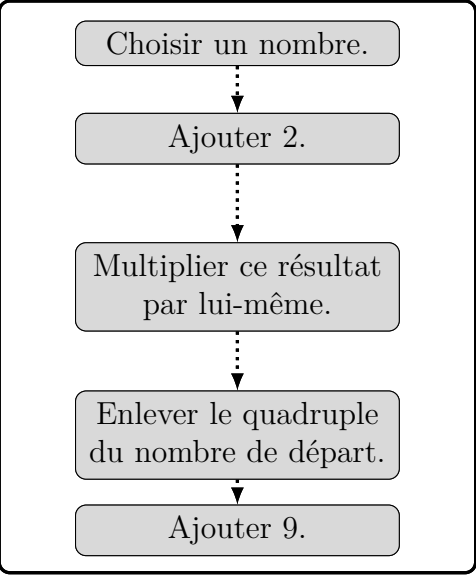 Choisir un nombre.
Ajouter 2.
Multiplier ce résultat
par lui-même.
Enlever le quadruple
du nombre de départ.
Ajouter 9.